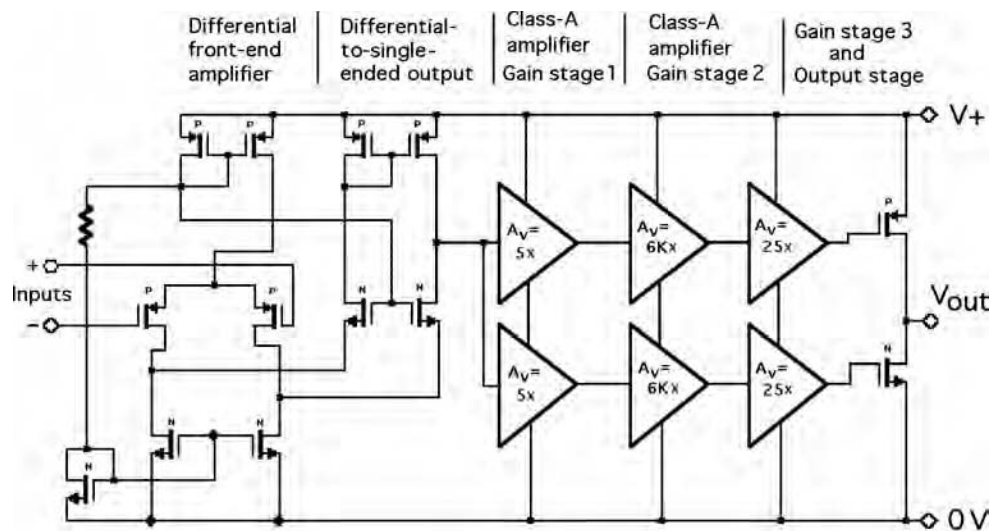 Differential
front-end
amplifier
Differential-
to-single-
ended output
Class-A
amplifier
Gain stage 1
Class-A
amplifier
Gain stage 2
Gain stage 3
and
Output stage
P
P
P
P
V+
+
Inputs
−
P
P
N
N
AV=
5x
AV=
6Kx
AV=
25x
P
Vout
AV=
5x
AV=
6Kx
AV=
25x
N
N
N
N
0V